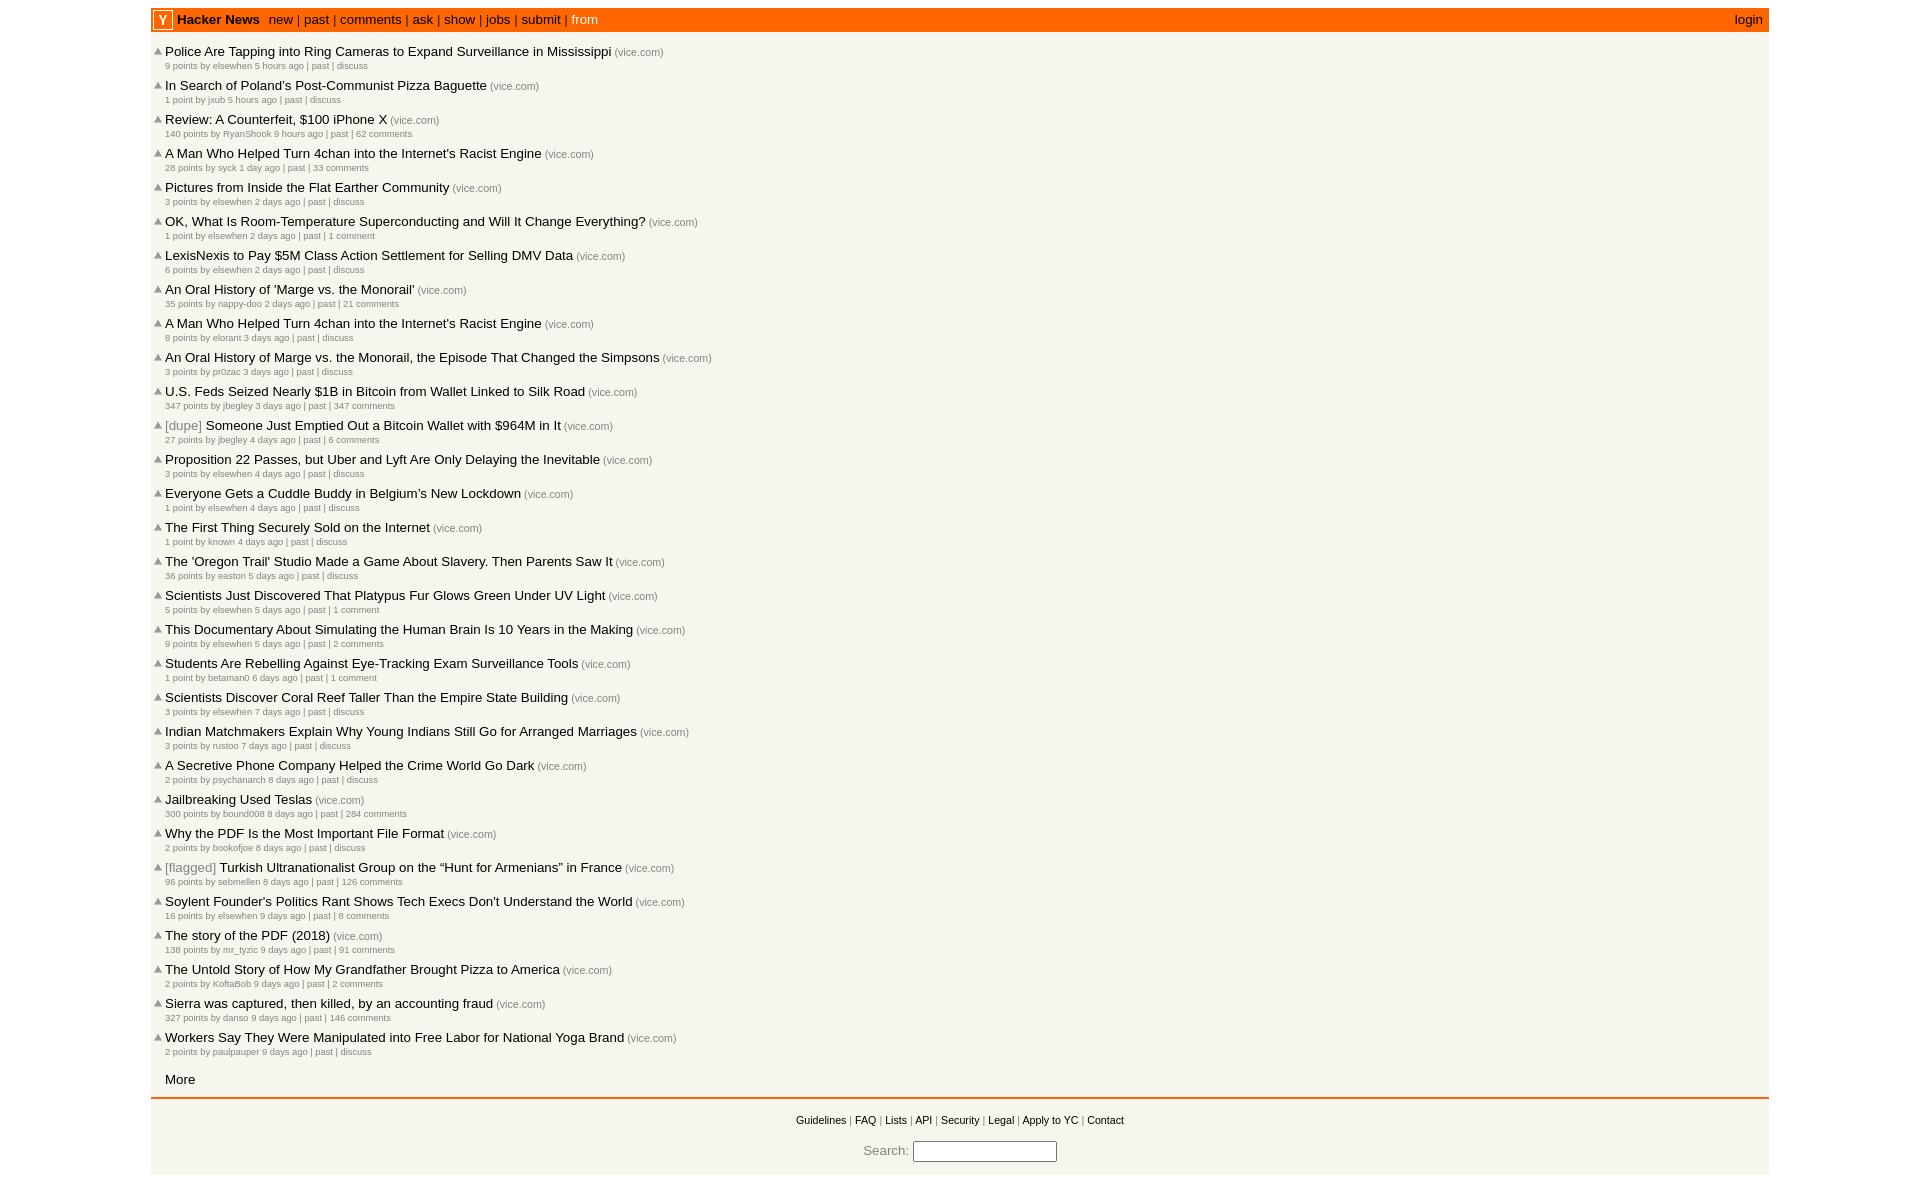 Y Hacker News new | past | comments | ask | show | jobs | submit | from login
Police Are Tapping into Ring Cameras to Expand Surveillance in Mississippi (vice.com)
9 points by elsewhen 5 hours ago | past | discuss
In Search of Poland's Post-Communist Pizza Baguette (vice.com)
1 point by jxub 5 hours ago | past | discuss
Review: A Counterfeit, $100 iPhone X (vice.com)
140 points by RyanShook 9 hours ago | past | 62 comments
A Man Who Helped Turn 4chan into the Internet's Racist Engine (vice.com)
28 points by syck 1 day ago | past | 33 comments
Pictures from Inside the Flat Earther Community (vice.com)
3 points by elsewhen 2 days ago | past | discuss
OK, What Is Room-Temperature Superconducting and Will It Change Everything? (vice.com)
1 point by elsewhen 2 days ago | past | 1 comment
LexisNexis to Pay $5M Class Action Settlement for Selling DMV Data (vice.com)
6 points by elsewhen 2 days ago | past | discuss
An Oral History of 'Marge vs. the Monorail' (vice.com)
35 points by nappy-doo 2 days ago | past | 21 comments
A Man Who Helped Turn 4chan into the Internet's Racist Engine (vice.com)
8 points by elorant 3 days ago | past | discuss
An Oral History of Marge vs. the Monorail, the Episode That Changed the Simpsons (vice.com)
3 points by pr0zac 3 days ago | past | discuss
U.S. Feds Seized Nearly $1B in Bitcoin from Wallet Linked to Silk Road (vice.com)
347 points by jbegley 3 days ago | past | 347 comments
[dupe] Someone Just Emptied Out a Bitcoin Wallet with $964M in It (vice.com)
27 points by jbegley 4 days ago | past | 6 comments
Proposition 22 Passes, but Uber and Lyft Are Only Delaying the Inevitable (vice.com)
3 points by elsewhen 4 days ago | past | discuss
Everyone Gets a Cuddle Buddy in Belgium’s New Lockdown (vice.com)
1 point by elsewhen 4 days ago | past | discuss
The First Thing Securely Sold on the Internet (vice.com)
1 point by known 4 days ago | past | discuss
The 'Oregon Trail' Studio Made a Game About Slavery. Then Parents Saw It (vice.com)
36 points by easton 5 days ago | past | discuss
Scientists Just Discovered That Platypus Fur Glows Green Under UV Light (vice.com)
5 points by elsewhen 5 days ago | past | 1 comment
This Documentary About Simulating the Human Brain Is 10 Years in the Making (vice.com)
9 points by elsewhen 5 days ago | past | 2 comments
Students Are Rebelling Against Eye-Tracking Exam Surveillance Tools (vice.com)
1 point by betaman0 6 days ago | past | 1 comment
Scientists Discover Coral Reef Taller Than the Empire State Building (vice.com)
3 points by elsewhen 7 days ago | past | discuss
Indian Matchmakers Explain Why Young Indians Still Go for Arranged Marriages (vice.com)
3 points by rustoo 7 days ago | past | discuss
A Secretive Phone Company Helped the Crime World Go Dark (vice.com)
2 points by psychanarch 8 days ago | past | discuss
Jailbreaking Used Teslas (vice.com)
300 points by bound008 8 days ago | past | 284 comments
Why the PDF Is the Most Important File Format (vice.com)
2 points by bookofjoe 8 days ago | past | discuss
[flagged] Turkish Ultranationalist Group on the “Hunt for Armenians” in France (vice.com)
96 points by sebmellen 8 days ago | past | 126 comments
Soylent Founder's Politics Rant Shows Tech Execs Don't Understand the World (vice.com)
16 points by elsewhen 9 days ago | past | 8 comments
The story of the PDF (2018) (vice.com)
138 points by mr_tyzic 9 days ago | past | 91 comments
The Untold Story of How My Grandfather Brought Pizza to America (vice.com)
2 points by KoftaBob 9 days ago | past | 2 comments
Sierra was captured, then killed, by an accounting fraud (vice.com)
327 points by danso 9 days ago | past | 146 comments
Workers Say They Were Manipulated into Free Labor for National Yoga Brand (vice.com)
2 points by paulpauper 9 days ago | past | discuss
More
Guidelines | FAQ | Lists | API | Security | Legal | Apply to YC | Contact
Search: